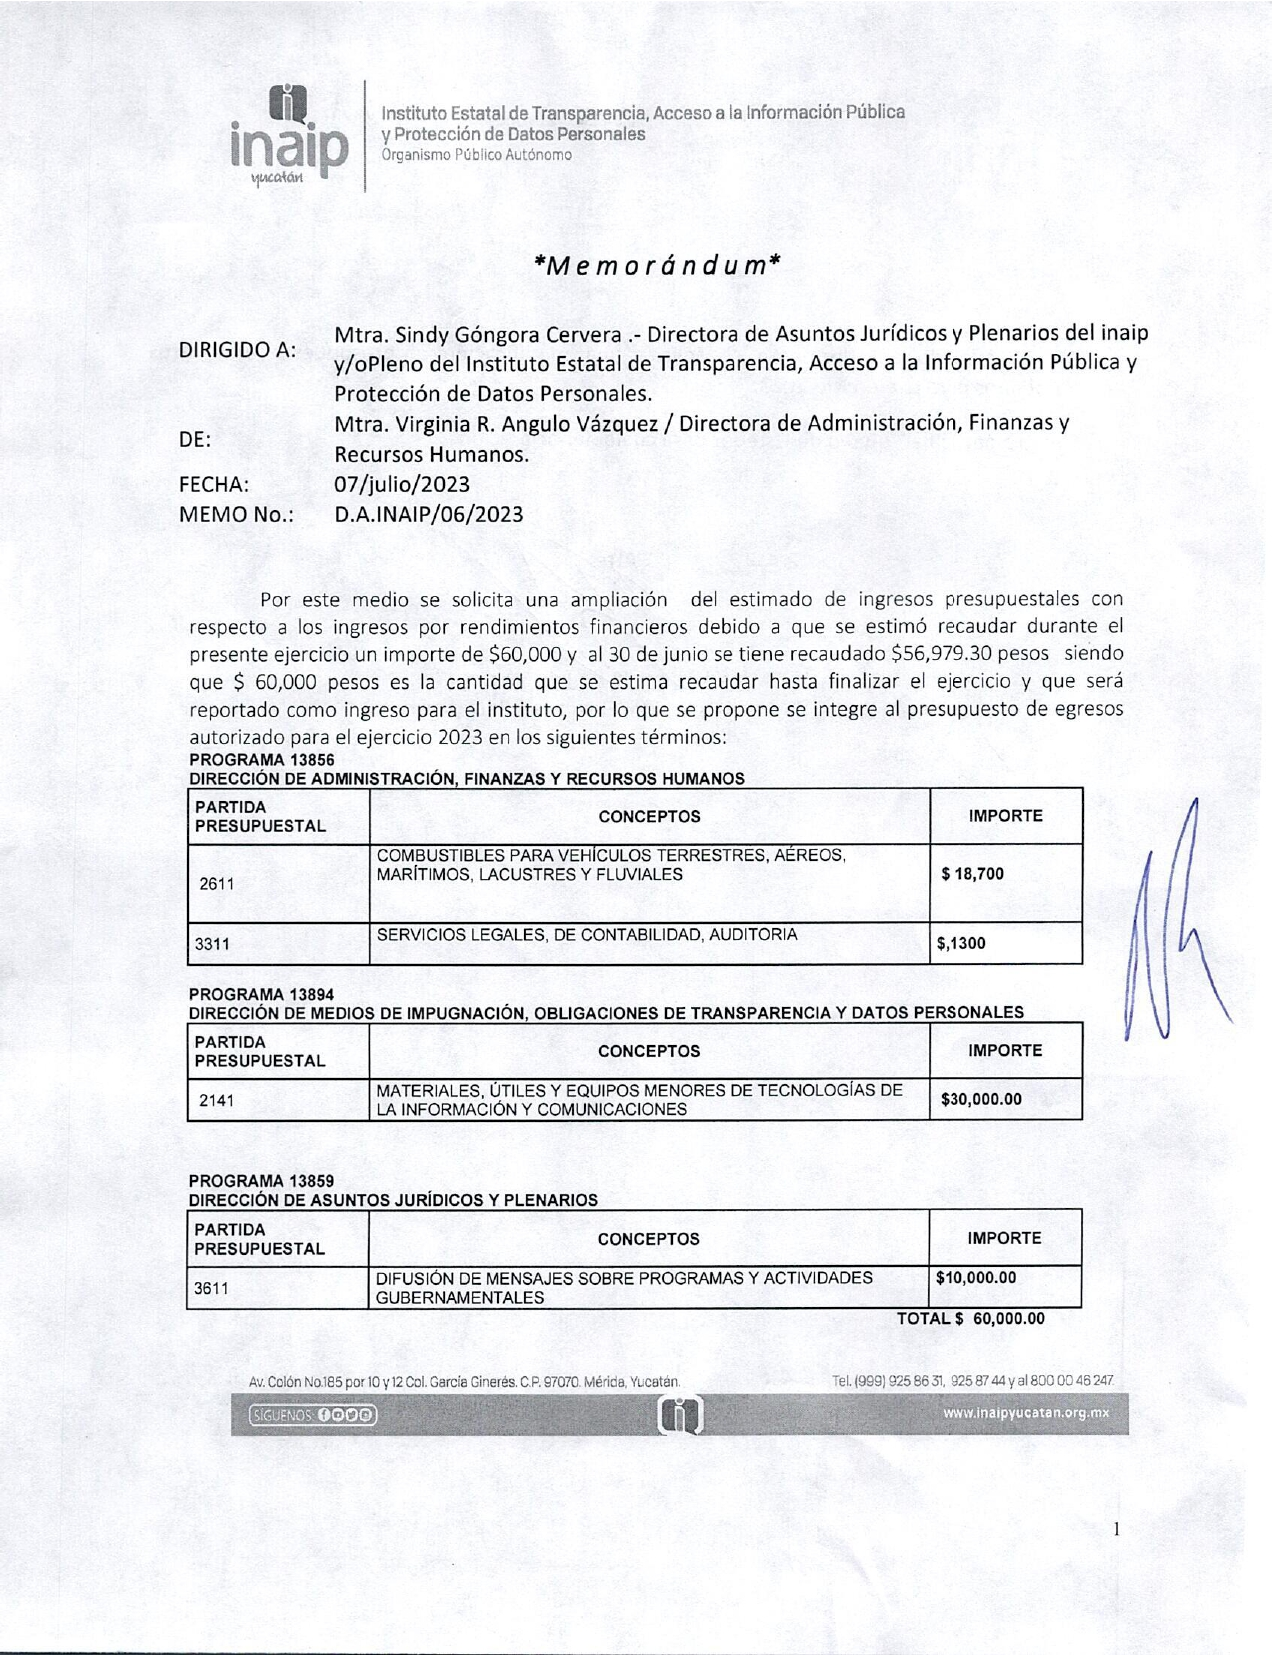 inaip
yucatán
Instituto Estatal de Transparencia, Acceso a la Información Pública
y Protección de Datos Personales
Organismo Público Autónomo
*Memorándum*
DIRIGIDO A: Mtra. Sindy Góngora Cervera .- Directora de Asuntos Jurídicos y Plenarios del inaip
y/oPleno del Instituto Estatal de Transparencia, Acceso a la Información Pública y
Protección de Datos Personales.
DE: Mtra. Virginia R. Angulo Vázquez / Directora de Administración, Finanzas y
Recursos Humanos.
FECHA: 07/julio/2023
MEMO No.: D.A.INAIP/06/2023
Por este medio se solicita una ampliación del estimado de ingresos presupuestales con
respecto a los ingresos por rendimientos financieros debido a que se estimó recaudar durante el
presente ejercicio un importe de $60,000 y al 30 de junio se tiene recaudado $56,979.30 pesos siendo
que $ 60,000 pesos es la cantidad que se estima recaudar hasta finalizar el ejercicio y que será
reportado como ingreso para el instituto, por lo que se propone se integre al presupuesto de egresos
autorizado para el ejercicio 2023 en los siguientes términos:
PROGRAMA 13856
DIRECCIÓN DE ADMINISTRACIÓN, FINANZAS Y RECURSOS HUMANOS
PARTIDA
PRESUPUESTAL
CONCEPTOS
IMPORTE
2611
COMBUSTIBLES PARA VEHÍCULOS TERRESTRES, AÉREOS,
MARÍTIMOS, LACUSTRES Y FLUVIALES
$ 18,700
3311
SERVICIOS LEGALES, DE CONTABILIDAD, AUDITORIA
$,1300
PROGRAMA 13894
DIRECCIÓN DE MEDIOS DE IMPUGNACIÓN, OBLIGACIONES DE TRANSPARENCIA Y DATOS PERSONALES
PARTIDA
PRESUPUESTAL
CONCEPTOS
IMPORTE
2141
MATERIALES, ÚTILES Y EQUIPOS MENORES DE TECNOLOGÍAS DE
LA INFORMACIÓN Y COMUNICACIONES
$30,000.00
PROGRAMA 13859
DIRECCIÓN DE ASUNTOS JURÍDICOS Y PLENARIOS
PARTIDA
PRESUPUESTAL
CONCEPTOS
IMPORTE
3611
DIFUSIÓN DE MENSAJES SOBRE PROGRAMAS Y ACTIVIDADES
GUBERNAMENTALES
$10,000.00
TOTAL $ 60,000.00
Av. Colón No.185 por 10 y 12 Col. García Ginerés. C.P. 97070. Mérida, Yucatán.
Tel. (999) 925 86 31, 925 87 44 y al 800 00 46 247.
SÍGUENOS:
www.inaipyucatan.org.mx
1